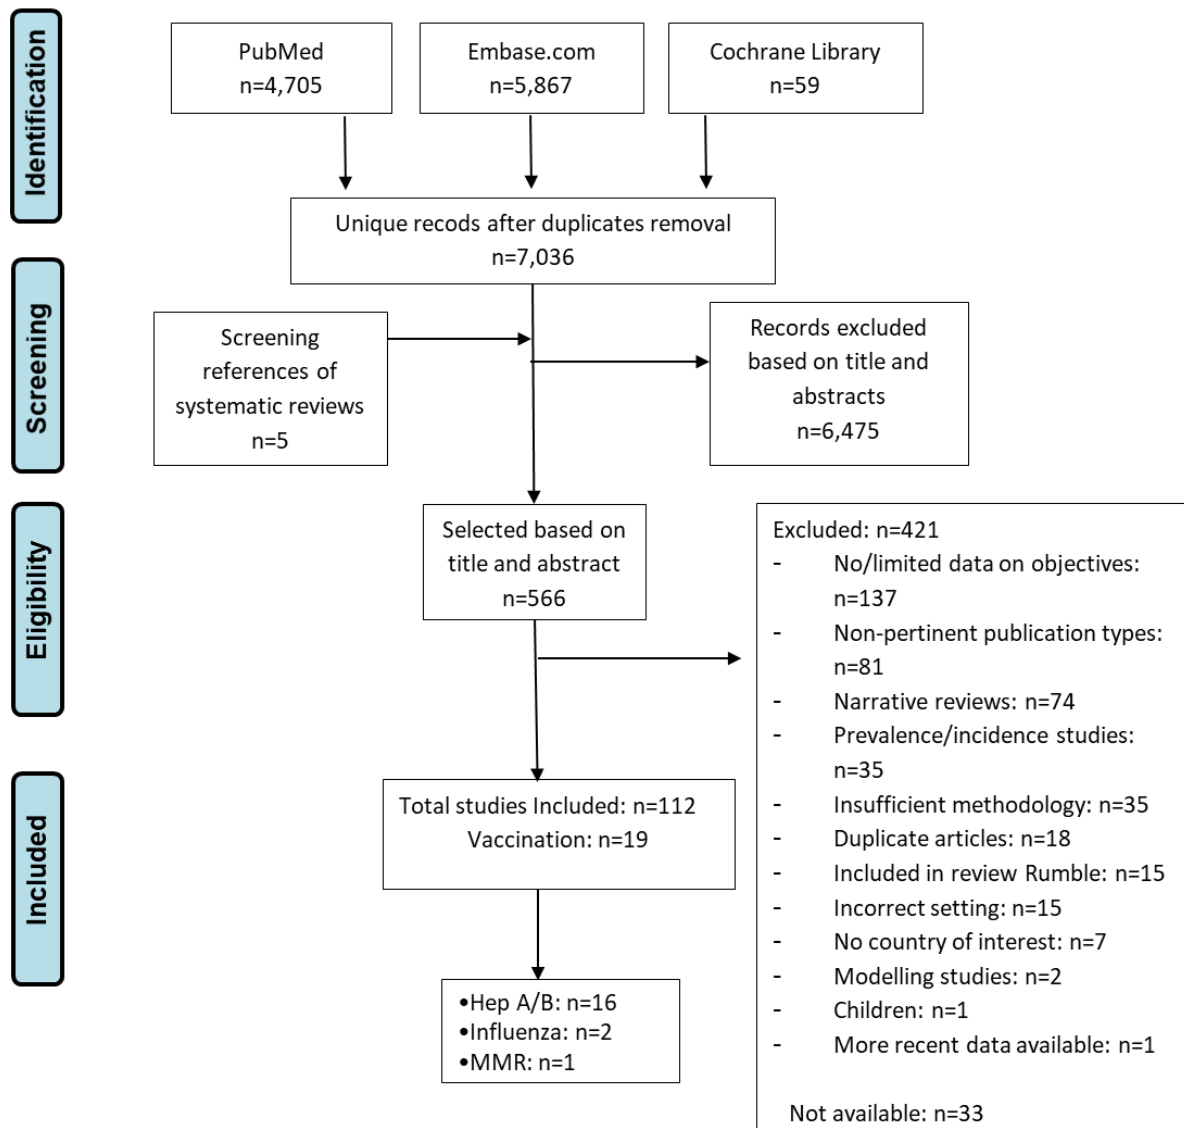 Identification
PubMed
n=4,705
Embase.com
n=5,867
Cochrane Library
n=59
Unique recods after duplicates removal
n=7,036
Screening
Screening
references of
systematic reviews
n=5
Records excluded
based on title and
abstracts
n=6,475
Eligibility
Selected based on
title and abstract
n=566
Excluded: n=421
- No/limited data on objectives:
n=137
- Non-pertinent publication types:
n=81
- Narrative reviews: n=74
- Prevalence/incidence studies:
n=35
- Insufficient methodology: n=35
- Duplicate articles: n=18
- Included in review Rumble: n=15
- Incorrect setting: n=15
- No country of interest: n=7
- Modelling studies: n=2
- Children: n=1
- More recent data available: n=1
Not available: n=33
Included
Total studies Included: n=112
Vaccination: n=19
•Hep A/B: n=16
•Influenza: n=2
•MMR: n=1